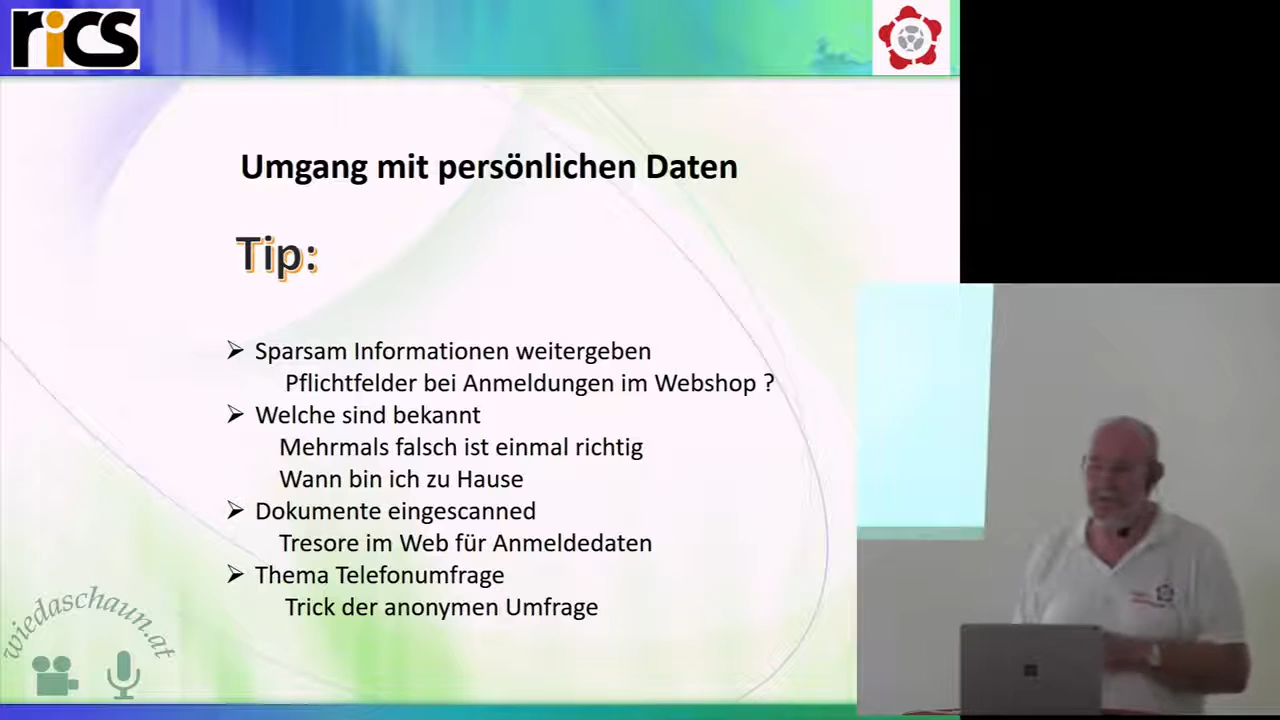 rics
Umgang mit persönlichen Daten
Tip:
Sparsam Informationen weitergeben
Pflichtfelder bei Anmeldungen im Webshop ?
Welche sind bekannt
Mehrmals falsch ist einmal richtig
Wann bin ich zu Hause
Dokumente eingescanned
Tresore im Web für Anmeldedaten
Thema Telefonumfrage
Trick der anonymen Umfrage
wiedaschaun.at